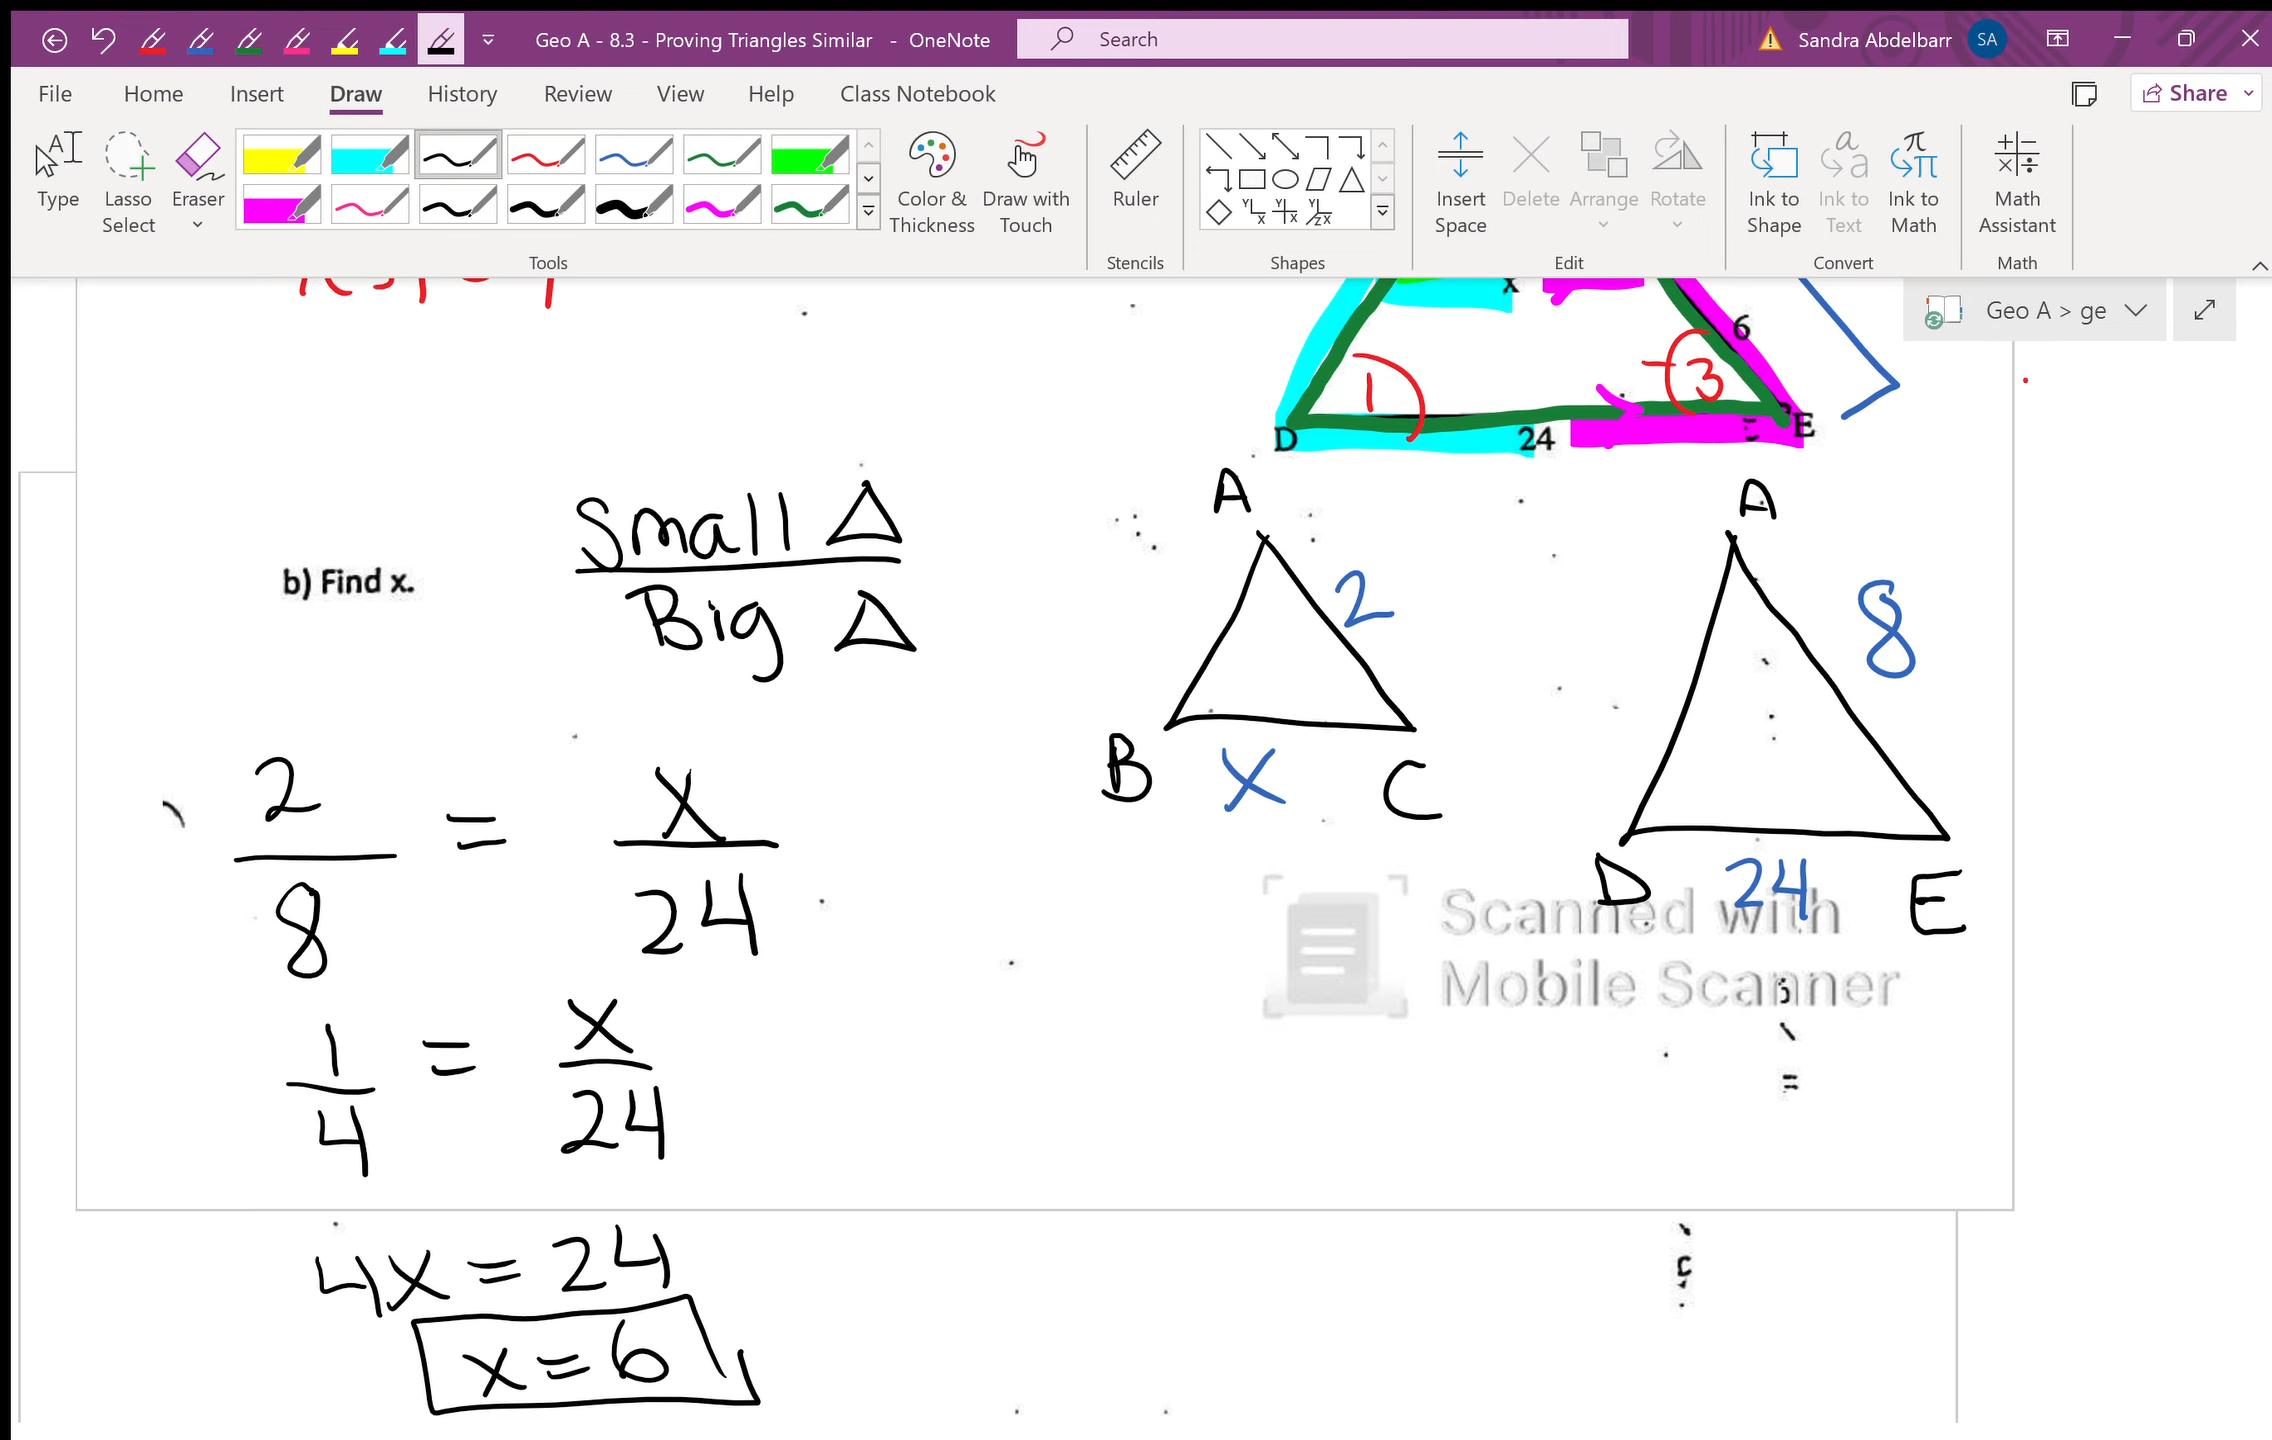 Geo A - 8.3 - Proving Triangles Similar - OneNote
Search
Sandra Abdelbarr
SA
File Home Insert Draw History Review View Help Class Notebook
Share
Type
Lasso Select
Eraser
Color & Thickness
Draw with Touch
Ruler
Insert Space
Delete
Arrange
Rotate
Ink to Shape
Ink to Text
Ink to Math
Math Assistant
Tools
Stencils
Shapes
Edit
Convert
Math
Geo A > ge
x
6
1
3
D
24
E
b) Find x.
Small △
Big △
A
2
B
x
C
A
8
D
24
E
2/8 = x/24
1/4 = x/24
4x = 24
x = 6
Scanned with
Mobile Scanner